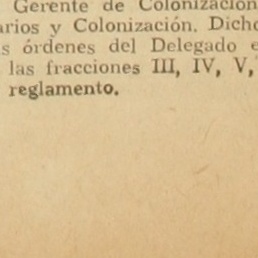 Gerente de Colonización
arios y Colonización. Dicho
s órdenes del Delegado e
las fracciones III, IV, V,
reglamento.